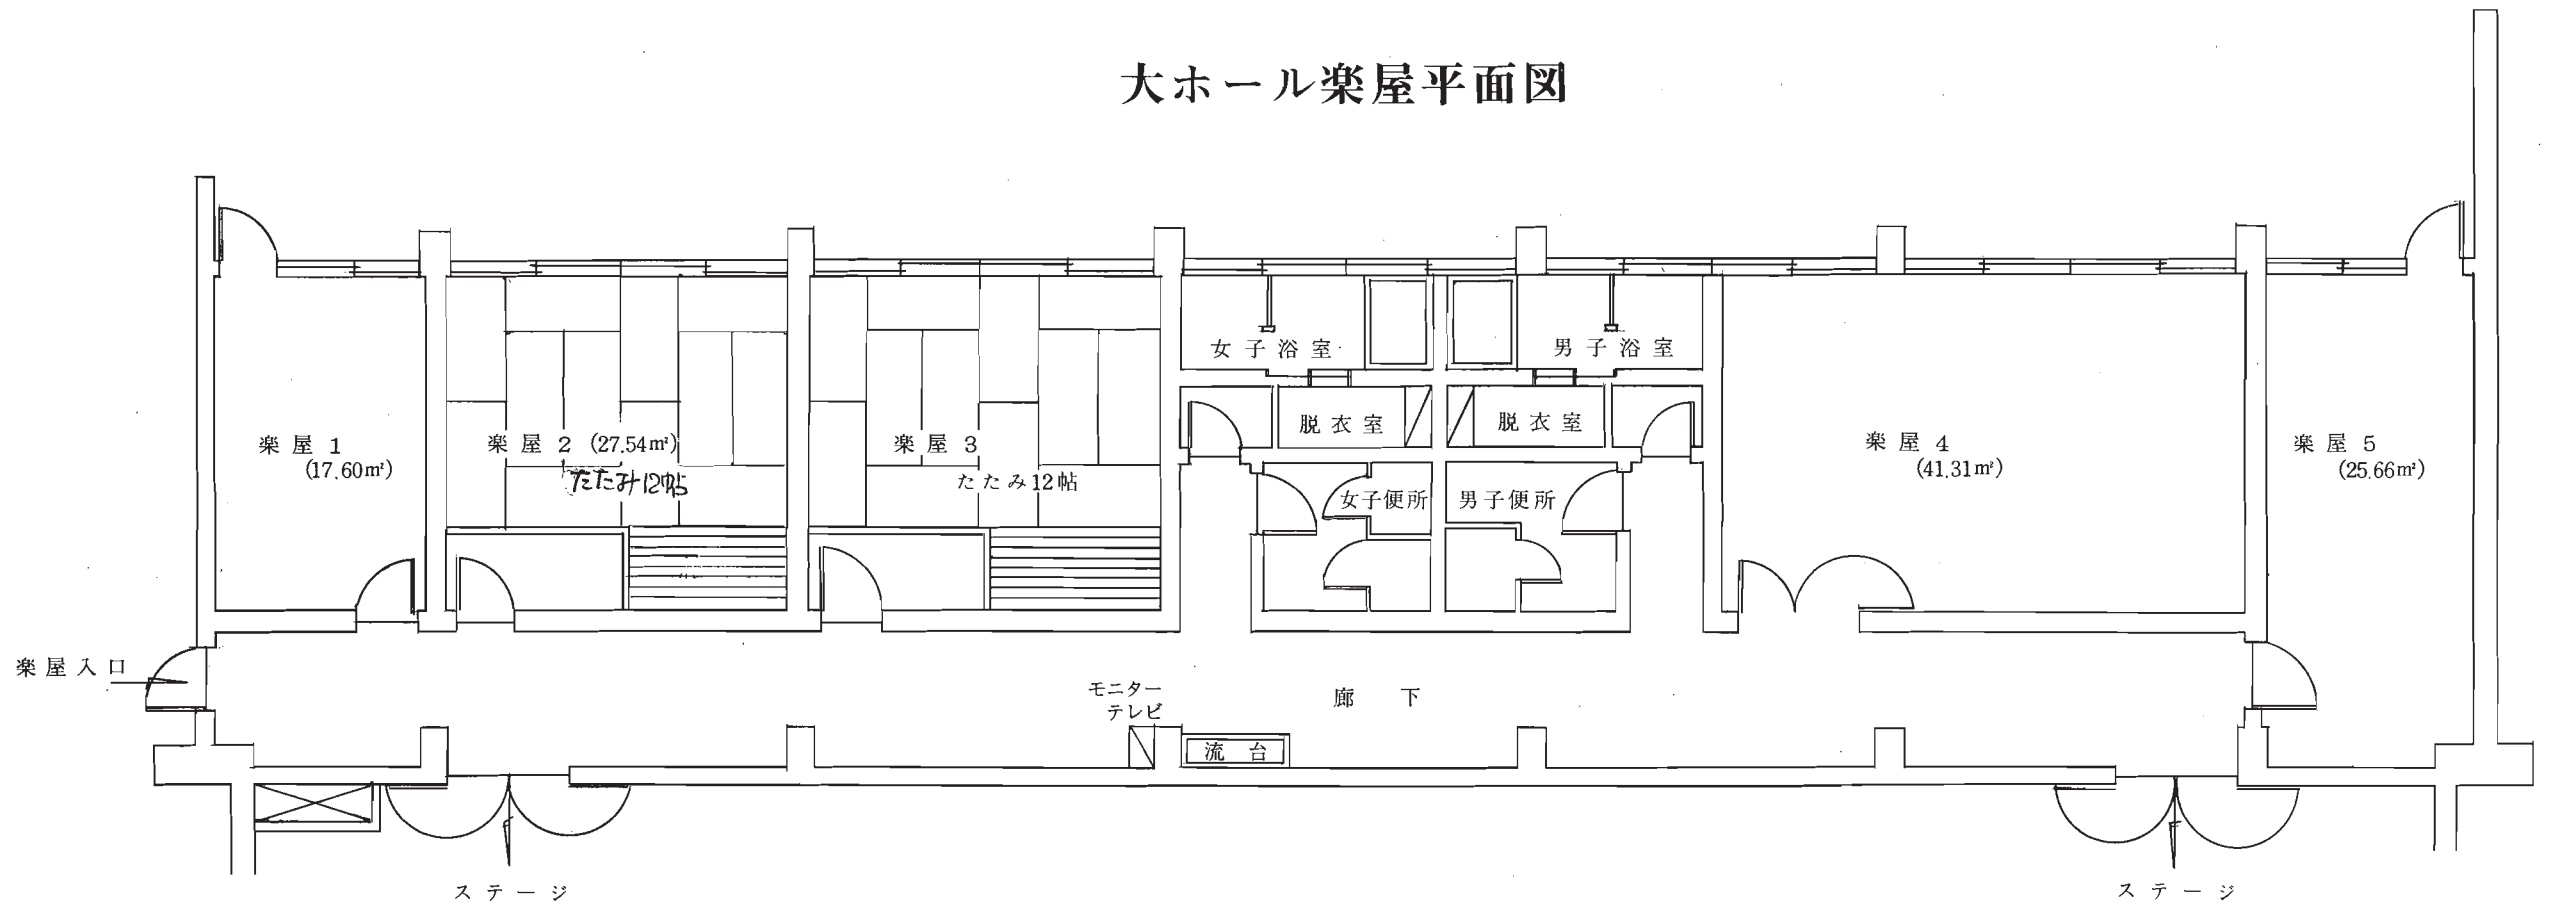 大ホール楽屋平面図
楽屋1
(17.60㎡)
楽屋2 (27.54㎡)
たたみ12帖
楽屋3
たたみ12帖
女子浴室
男子浴室
脱衣室
脱衣室
女子便所
男子便所
楽屋4
(41.31㎡)
楽屋5
(25.66㎡)
楽屋入口
モニター
テレビ
廊下
流台
ステージ
ステージ